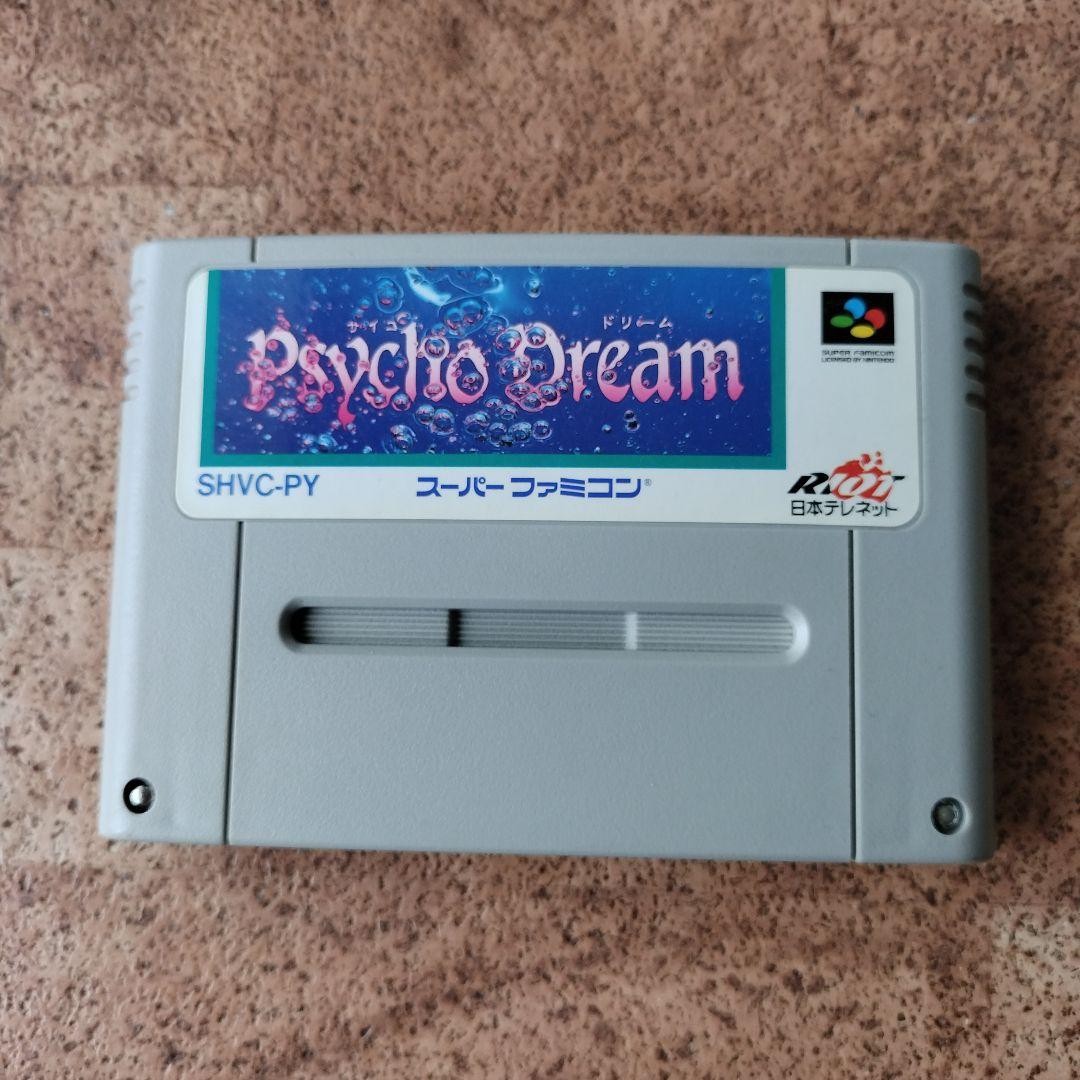 サイコ ドリーム
Psycho Dream
SUPER FAMICOM
LICENSED BY NINTENDO
RIOT
日本テレネット
SHVC-PY
スーパーファミコン®